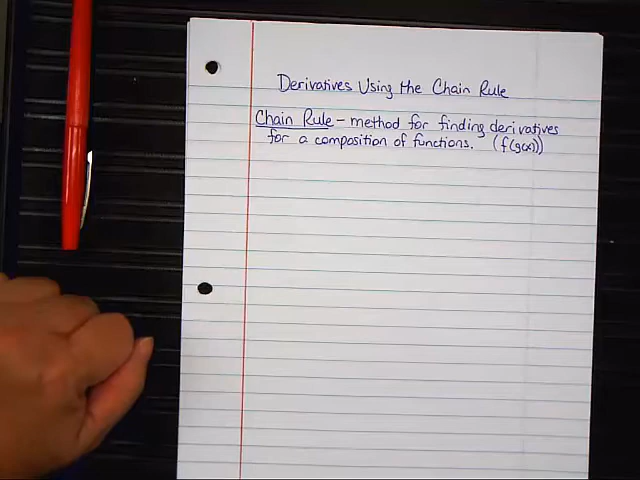 Derivatives Using the Chain Rule
Chain Rule - method for finding derivatives
for a composition of functions. (f(g(x)))